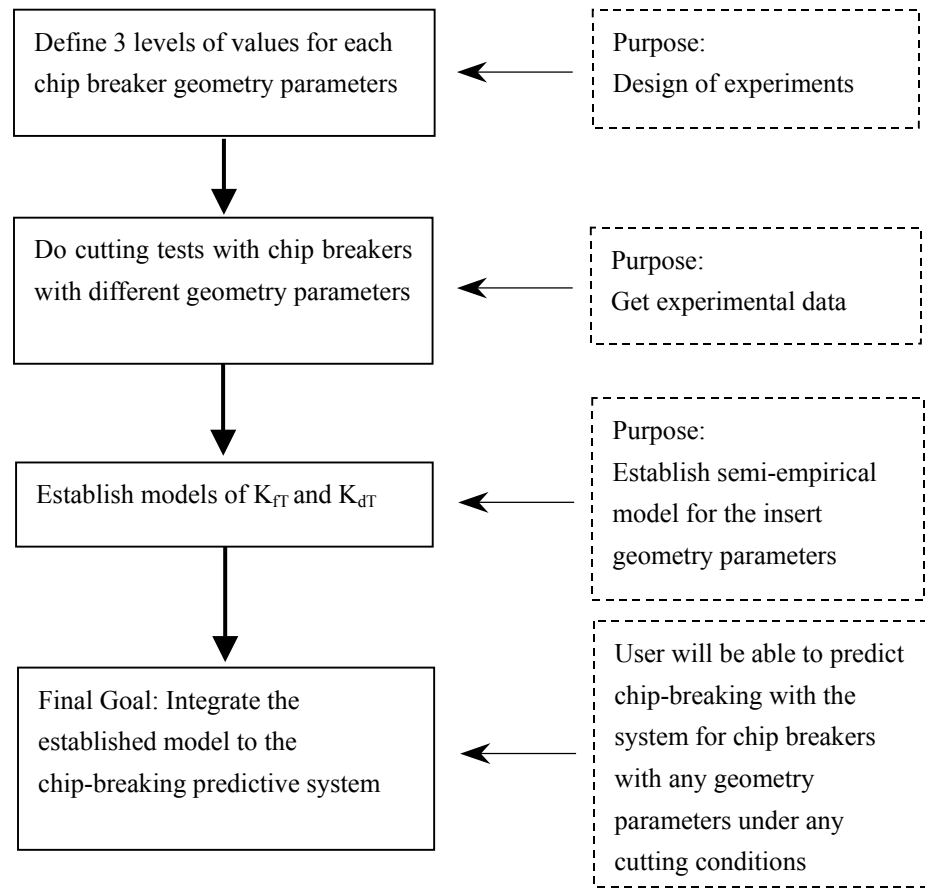 Define 3 levels of values for each
chip breaker geometry parameters
Purpose:
Design of experiments
Do cutting tests with chip breakers
with different geometry parameters
Purpose:
Get experimental data
Establish models of KfT and KdT
Purpose:
Establish semi-empirical
model for the insert
geometry parameters
Final Goal: Integrate the
established model to the
chip-breaking predictive system
User will be able to predict
chip-breaking with the
system for chip breakers
with any geometry
parameters under any
cutting conditions